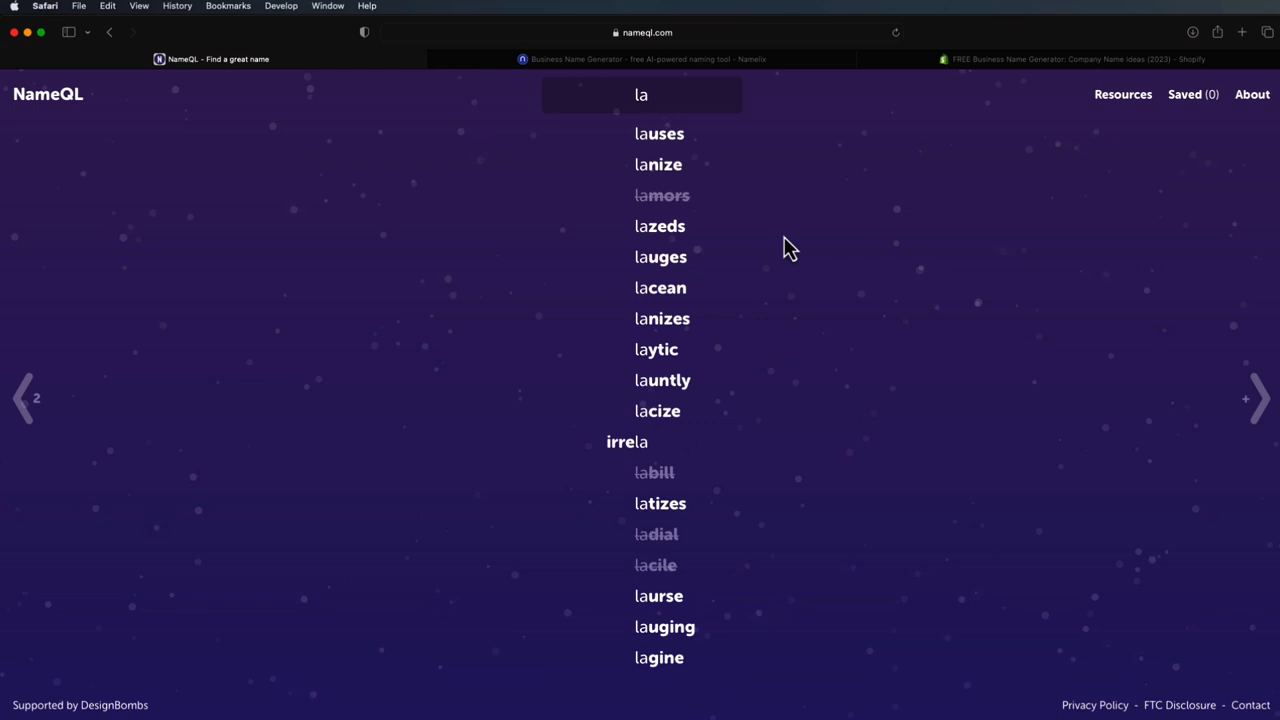 Safari File Edit View History Bookmarks Develop Window Help
nameql.com
NameQL - Find a great name
Business Name Generator - free AI-powered naming tool - Namelix
FREE Business Name Generator: Company Name Ideas (2023) - Shopify
NameQL
la
Resources Saved (0) About
lauses
lanize
lamors
lazeds
lauges
lacean
lanizes
laytic
launtly
2
+
lacize
irrela
labill
latizes
ladial
lacile
laurse
lauging
lagine
Supported by DesignBombs
Privacy Policy - FTC Disclosure - Contact